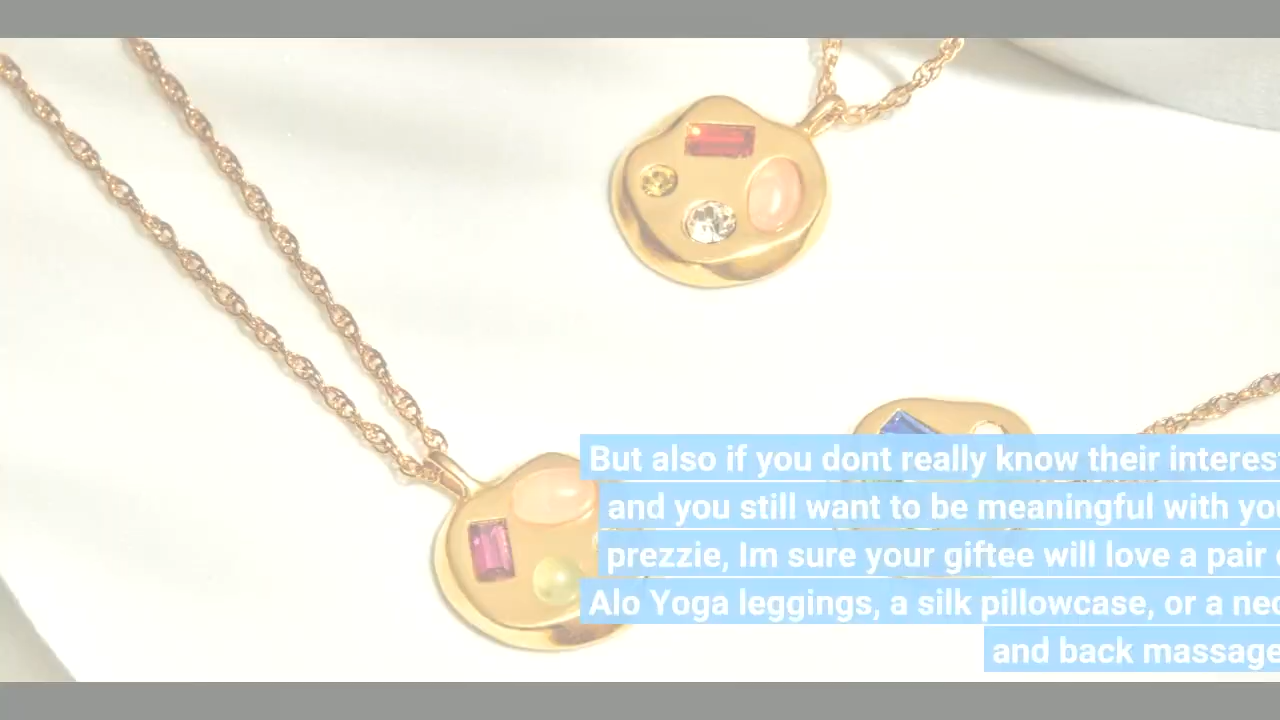 But also if you dont really know their interest
and you still want to be meaningful with you
prezzie, Im sure your giftee will love a pair
Alo Yoga leggings, a silk pillowcase, or a nec
and back massage